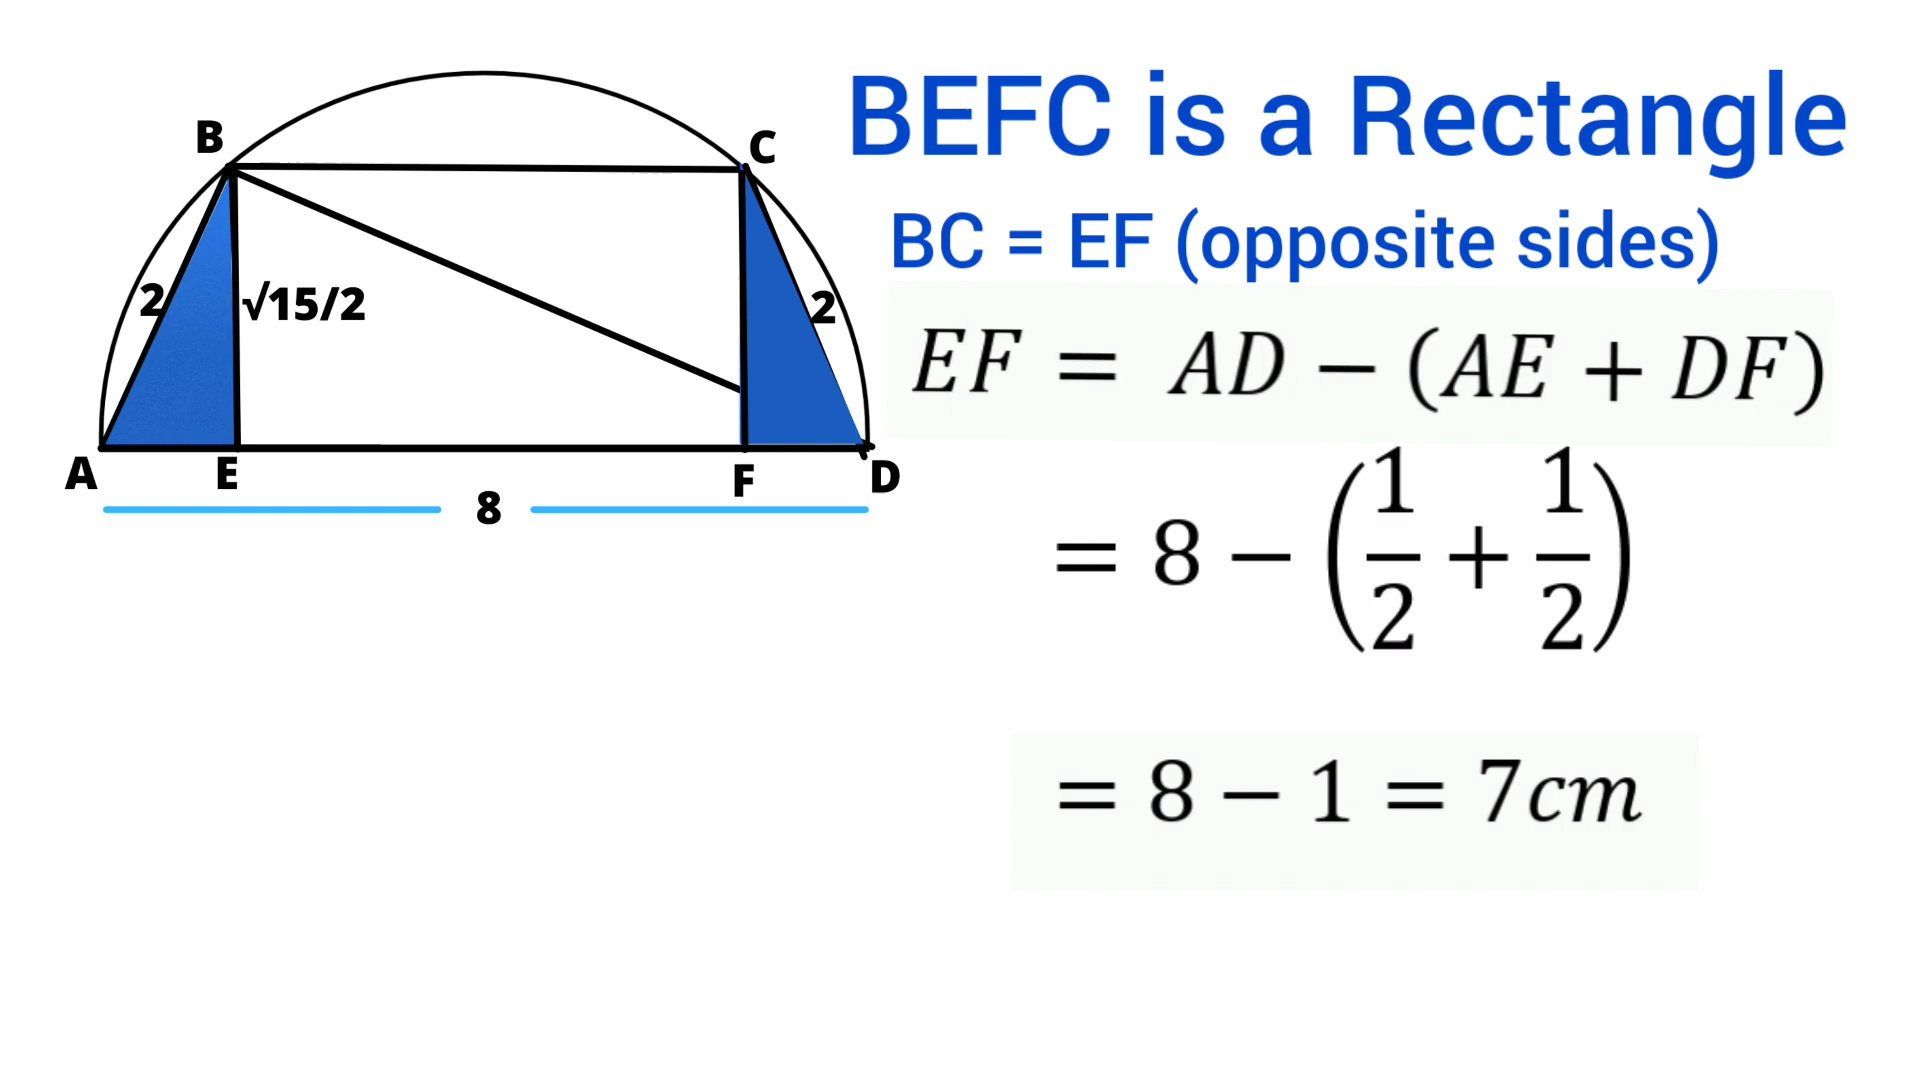 BEFC is a Rectangle
BC = EF (opposite sides)
EF = AD − (AE + DF)
= 8 − (1/2 + 1/2)
= 8 − 1 = 7cm
B
C
2
√15/2
2
A
E
F
D
8